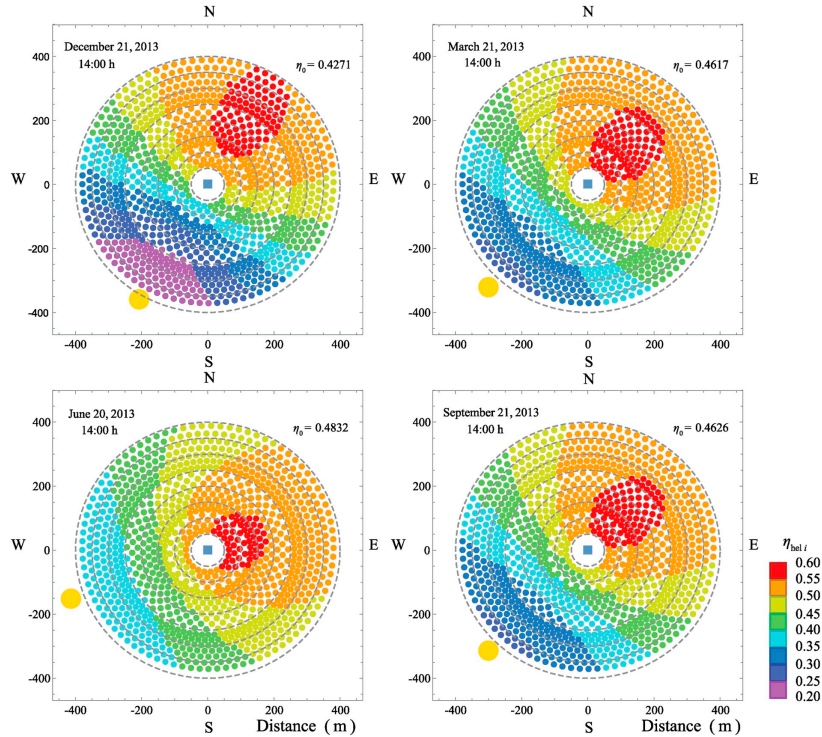 N N
December 21, 2013 η0 = 0.4271
14:00 h
March 21, 2013 η0 = 0.4617
14:00 h
400 400
200 200
W 0 E W 0 E
-200 -200
-400 -400
-400 -200 0 200 400 -400 -200 0 200 400
S S
N N
June 20, 2013 η0 = 0.4832
14:00 h
September 21, 2013 η0 = 0.4626
14:00 h
400 400
200 200
W 0 E W 0 E
-200 -200
-400 -400
-400 -200 0 200 400 -400 -200 0 200 400
S Distance (m) S Distance (m)
ηhel i
0.60
0.55
0.50
0.45
0.40
0.35
0.30
0.25
0.20